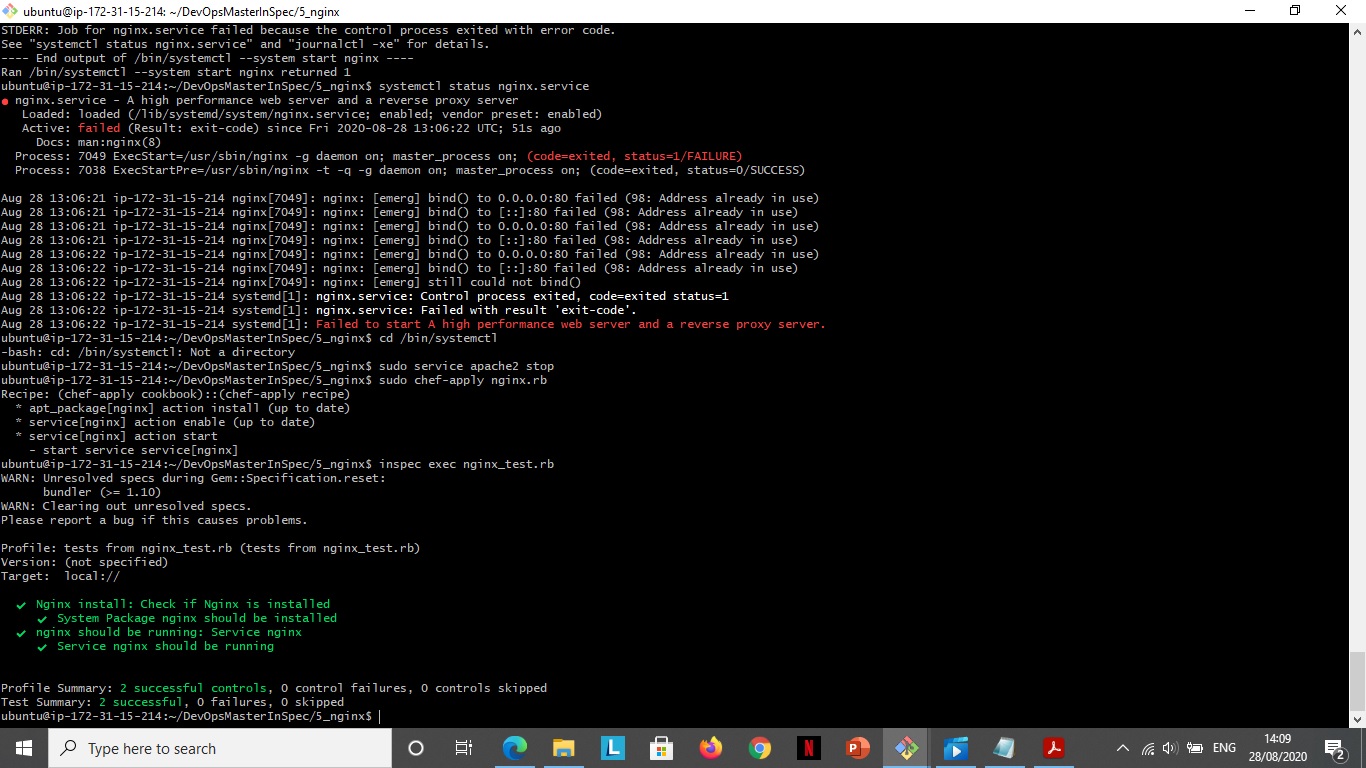 ubuntu@ip-172-31-15-214: ~/DevOpsMasterInSpec/5_nginx
STDERR: Job for nginx.service failed because the control process exited with error code.
See "systemctl status nginx.service" and "journalctl -xe" for details.
---- End output of /bin/systemctl --system start nginx ----
Ran /bin/systemctl --system start nginx returned 1
ubuntu@ip-172-31-15-214:~/DevOpsMasterInSpec/5_nginx$ systemctl status nginx.service
● nginx.service - A high performance web server and a reverse proxy server
   Loaded: loaded (/lib/systemd/system/nginx.service; enabled; vendor preset: enabled)
   Active: failed (Result: exit-code) since Fri 2020-08-28 13:06:22 UTC; 51s ago
     Docs: man:nginx(8)
  Process: 7049 ExecStart=/usr/sbin/nginx -g daemon on; master_process on; (code=exited, status=1/FAILURE)
  Process: 7038 ExecStartPre=/usr/sbin/nginx -t -q -g daemon on; master_process on; (code=exited, status=0/SUCCESS)
Aug 28 13:06:21 ip-172-31-15-214 nginx[7049]: nginx: [emerg] bind() to 0.0.0.0:80 failed (98: Address already in use)
Aug 28 13:06:21 ip-172-31-15-214 nginx[7049]: nginx: [emerg] bind() to [::]:80 failed (98: Address already in use)
Aug 28 13:06:21 ip-172-31-15-214 nginx[7049]: nginx: [emerg] bind() to 0.0.0.0:80 failed (98: Address already in use)
Aug 28 13:06:21 ip-172-31-15-214 nginx[7049]: nginx: [emerg] bind() to [::]:80 failed (98: Address already in use)
Aug 28 13:06:22 ip-172-31-15-214 nginx[7049]: nginx: [emerg] bind() to 0.0.0.0:80 failed (98: Address already in use)
Aug 28 13:06:22 ip-172-31-15-214 nginx[7049]: nginx: [emerg] bind() to [::]:80 failed (98: Address already in use)
Aug 28 13:06:22 ip-172-31-15-214 nginx[7049]: nginx: [emerg] still could not bind()
Aug 28 13:06:22 ip-172-31-15-214 systemd[1]: nginx.service: Control process exited, code=exited status=1
Aug 28 13:06:22 ip-172-31-15-214 systemd[1]: nginx.service: Failed with result 'exit-code'.
Aug 28 13:06:22 ip-172-31-15-214 systemd[1]: Failed to start A high performance web server and a reverse proxy server.
ubuntu@ip-172-31-15-214:~/DevOpsMasterInSpec/5_nginx$ cd /bin/systemctl
-bash: cd: /bin/systemctl: Not a directory
ubuntu@ip-172-31-15-214:~/DevOpsMasterInSpec/5_nginx$ sudo service apache2 stop
ubuntu@ip-172-31-15-214:~/DevOpsMasterInSpec/5_nginx$ sudo chef-apply nginx.rb
Recipe: (chef-apply cookbook)::(chef-apply recipe)
  * apt_package[nginx] action install (up to date)
  * service[nginx] action enable (up to date)
  * service[nginx] action start
    - start service service[nginx]
ubuntu@ip-172-31-15-214:~/DevOpsMasterInSpec/5_nginx$ inspec exec nginx_test.rb
WARN: Unresolved specs during Gem::Specification.reset:
      bundler (>= 1.10)
WARN: Clearing out unresolved specs.
Please report a bug if this causes problems.
Profile: tests from nginx_test.rb (tests from nginx_test.rb)
Version: (not specified)
Target:  local://
  ✔ Nginx install: Check if Nginx is installed
     ✔ System Package nginx should be installed
  ✔ nginx should be running: Service nginx
     ✔ Service nginx should be running
Profile Summary: 2 successful controls, 0 control failures, 0 controls skipped
Test Summary: 2 successful, 0 failures, 0 skipped
ubuntu@ip-172-31-15-214:~/DevOpsMasterInSpec/5_nginx$
Type here to search
L
N
P
ENG
14:09
28/08/2020
2